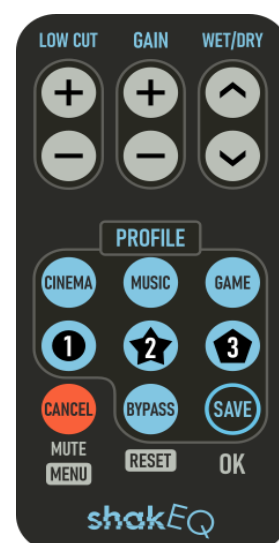 LOW CUT GAIN WET/DRY
+ + 
− −
PROFILE
CINEMA MUSIC GAME
1 2 3
CANCEL BYPASS SAVE
MUTE RESET OK
MENU
shakEQ